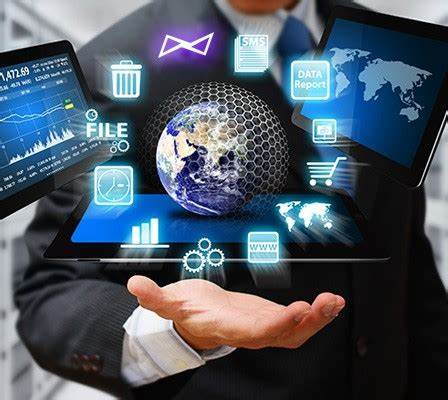 1,472.69
SMS
DATA
Report
FILE
WWW